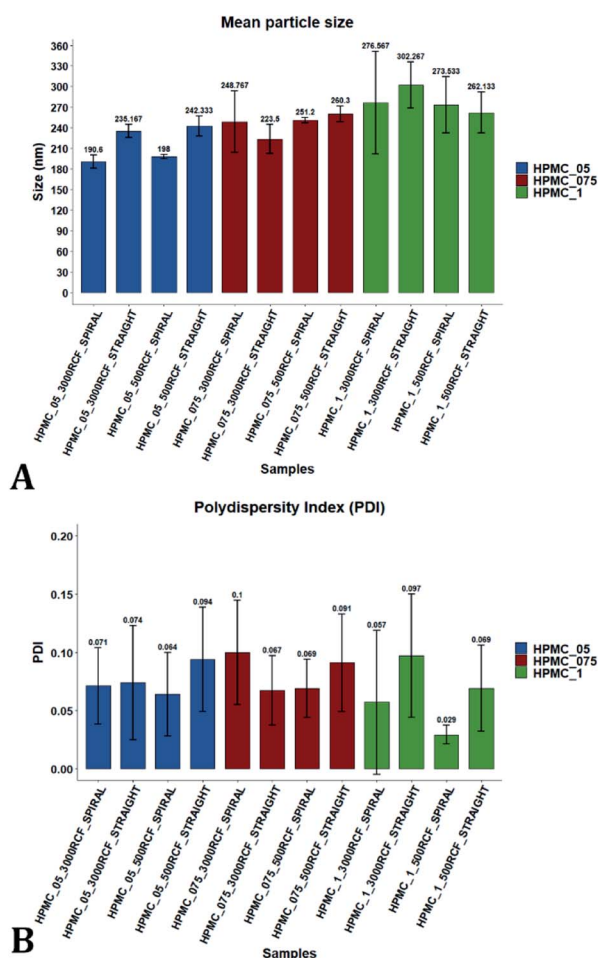 Mean particle size
360
330
300
270
240
210
180
150
120
90
60
30
0
Size (nm)
190.6
235.167
198
242.333
248.767
223.5
251.2
260.3
276.567
302.267
273.533
262.133
HPMC_05
HPMC_075
HPMC_1
HPMC_05_3000RCF_SPIRAL
HPMC_05_3000RCF_STRAIGHT
HPMC_05_500RCF_SPIRAL
HPMC_05_500RCF_STRAIGHT
HPMC_075_3000RCF_SPIRAL
HPMC_075_3000RCF_STRAIGHT
HPMC_075_500RCF_SPIRAL
HPMC_075_500RCF_STRAIGHT
HPMC_1_3000RCF_SPIRAL
HPMC_1_3000RCF_STRAIGHT
HPMC_1_500RCF_SPIRAL
HPMC_1_500RCF_STRAIGHT
Samples
A
Polydispersity Index (PDI)
0.20
0.15
0.10
0.05
0.00
PDI
0.071
0.074
0.064
0.094
0.1
0.067
0.069
0.091
0.057
0.097
0.029
0.069
HPMC_05
HPMC_075
HPMC_1
HPMC_05_3000RCF_SPIRAL
HPMC_05_3000RCF_STRAIGHT
HPMC_05_500RCF_SPIRAL
HPMC_05_500RCF_STRAIGHT
HPMC_075_3000RCF_SPIRAL
HPMC_075_3000RCF_STRAIGHT
HPMC_075_500RCF_SPIRAL
HPMC_075_500RCF_STRAIGHT
HPMC_1_3000RCF_SPIRAL
HPMC_1_3000RCF_STRAIGHT
HPMC_1_500RCF_SPIRAL
HPMC_1_500RCF_STRAIGHT
Samples
B